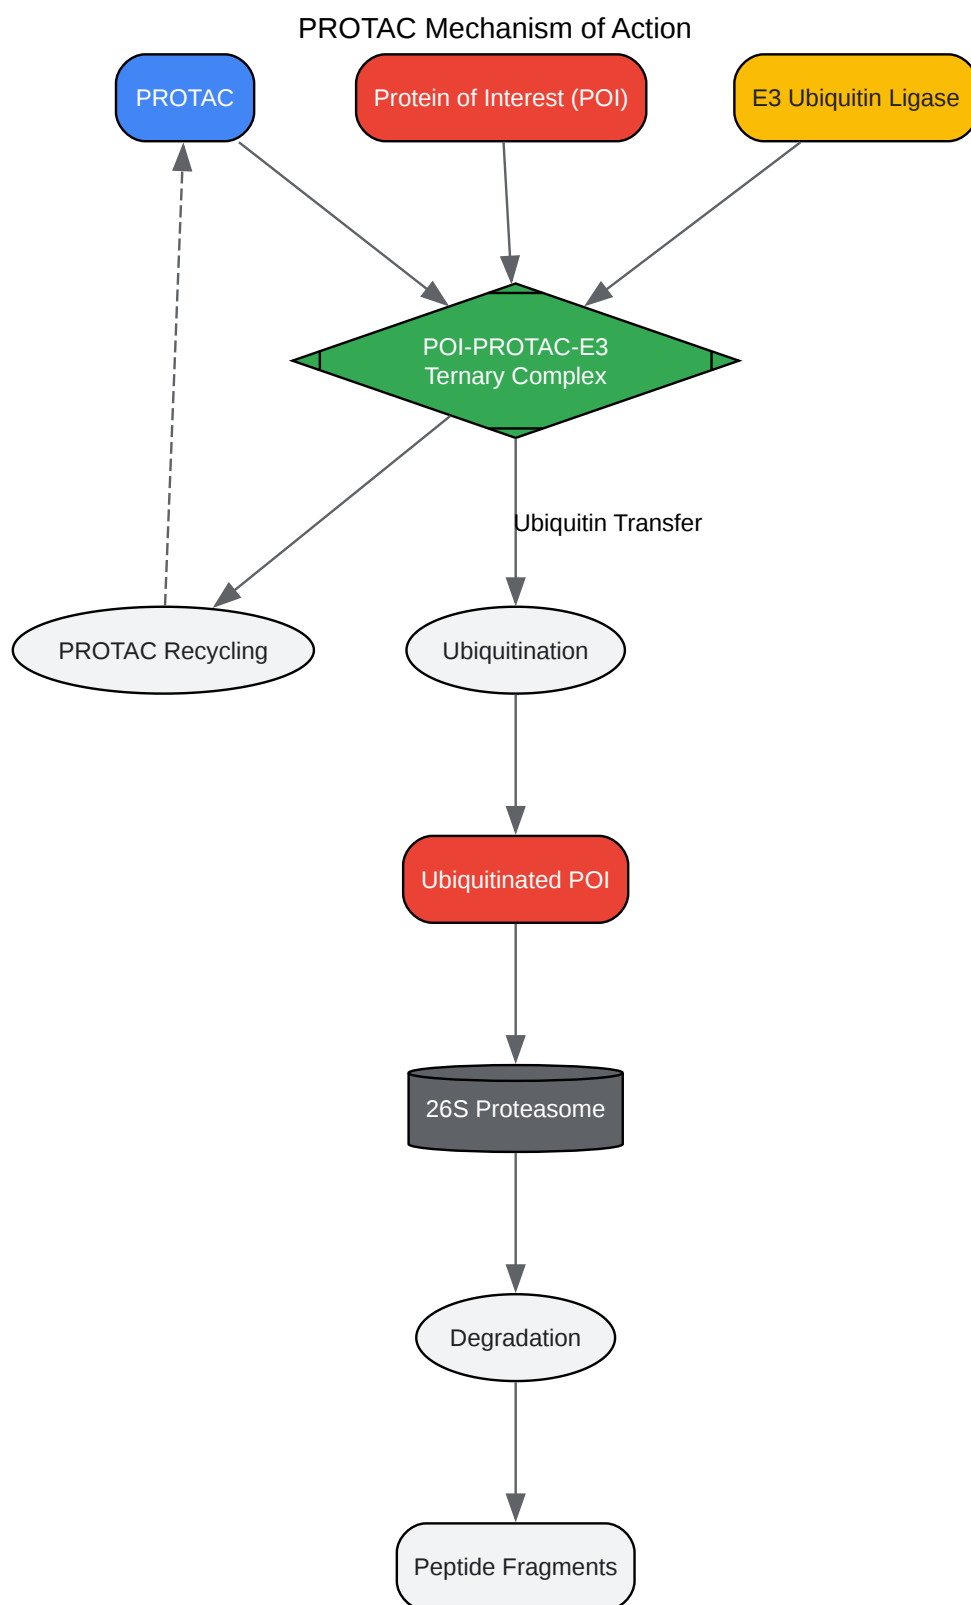 PROTAC Mechanism of Action
PROTAC
Protein of Interest (POI)
E3 Ubiquitin Ligase
POI-PROTAC-E3
Ternary Complex
Ubiquitin Transfer
PROTAC Recycling
Ubiquitination
Ubiquitinated POI
26S Proteasome
Degradation
Peptide Fragments